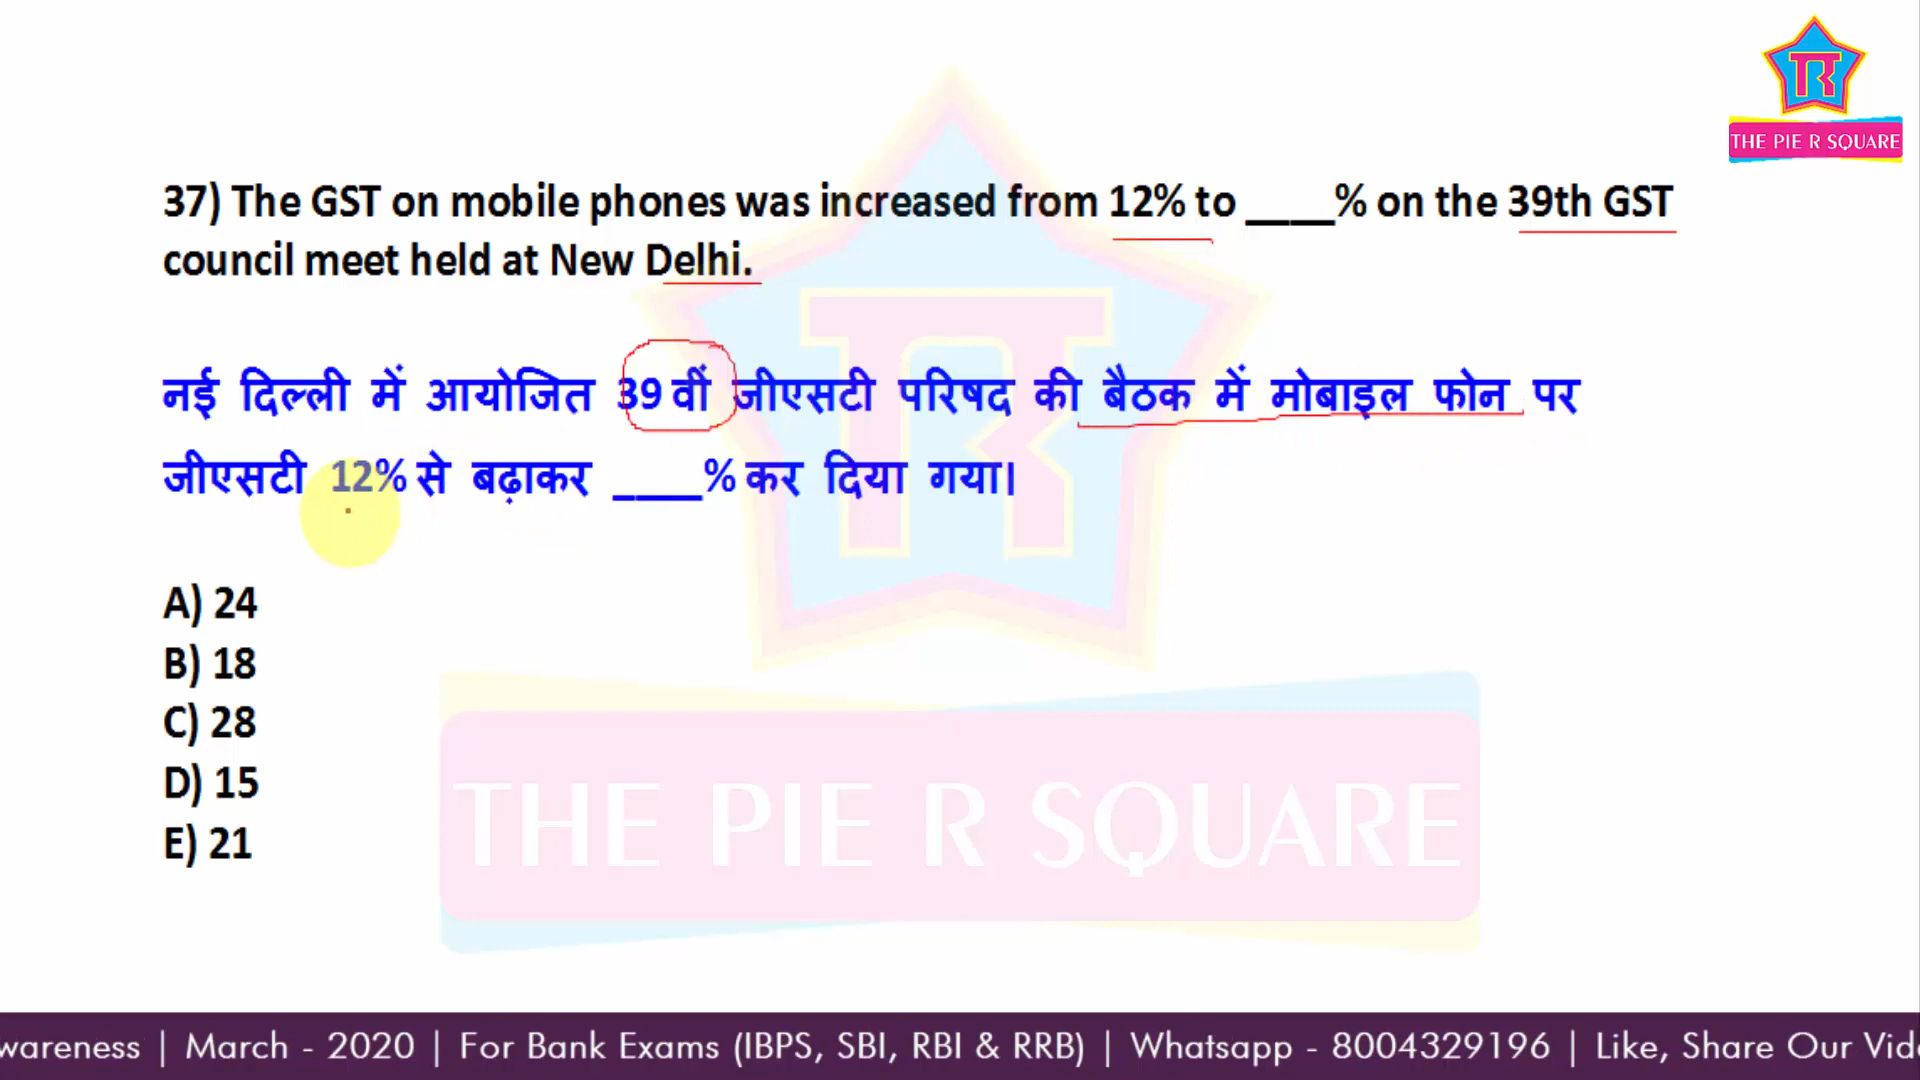 THE PIE R SQUARE
37) The GST on mobile phones was increased from 12% to ____% on the 39th GST
council meet held at New Delhi.
नई दिल्ली में आयोजित 39 वीं जीएसटी परिषद की बैठक में मोबाइल फोन पर
जीएसटी 12% से बढ़ाकर ____% कर दिया गया।
A) 24
B) 18
C) 28
D) 15
E) 21
THE PIE R SQUARE
wareness | March - 2020 | For Bank Exams (IBPS, SBI, RBI & RRB) | Whatsapp - 8004329196 | Like, Share Our Vid